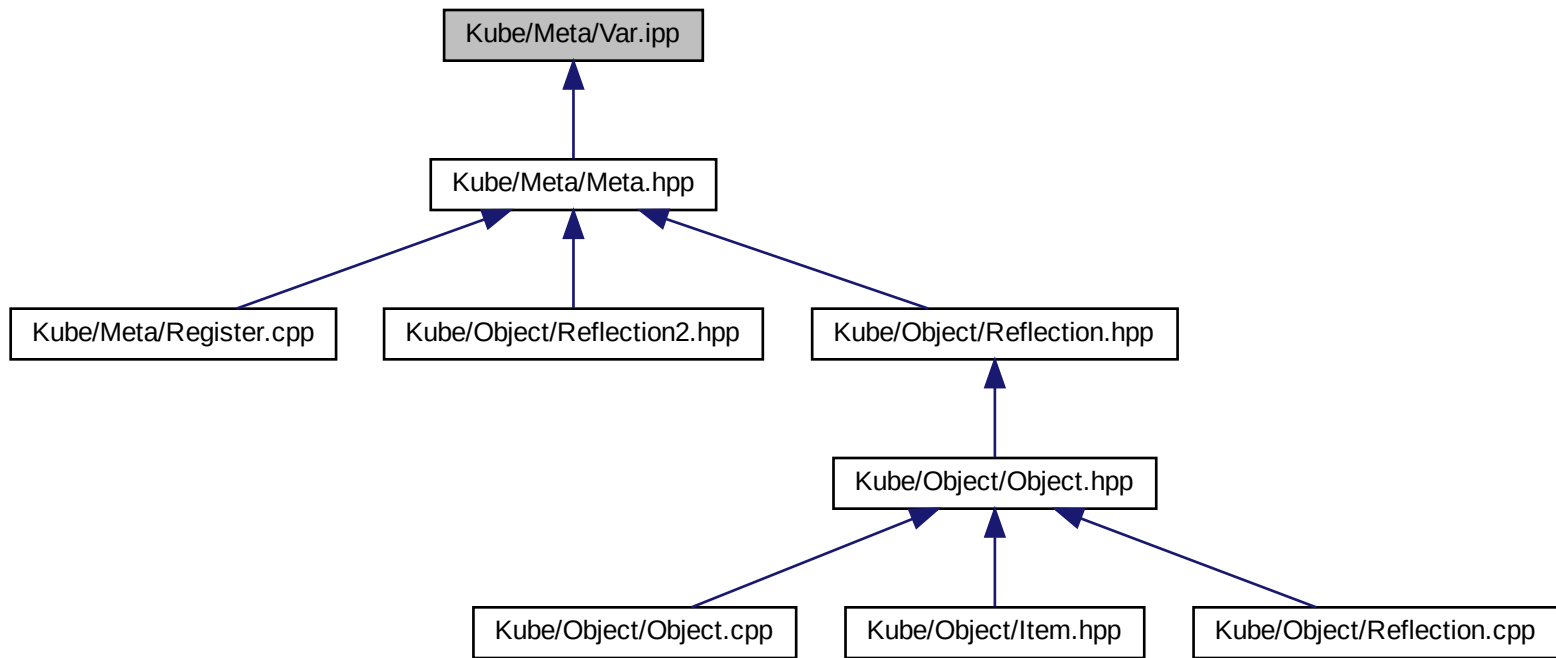 Kube/Meta/Var.ipp
Kube/Meta/Meta.hpp
Kube/Meta/Register.cpp
Kube/Object/Reflection2.hpp
Kube/Object/Reflection.hpp
Kube/Object/Object.hpp
Kube/Object/Object.cpp
Kube/Object/Item.hpp
Kube/Object/Reflection.cpp